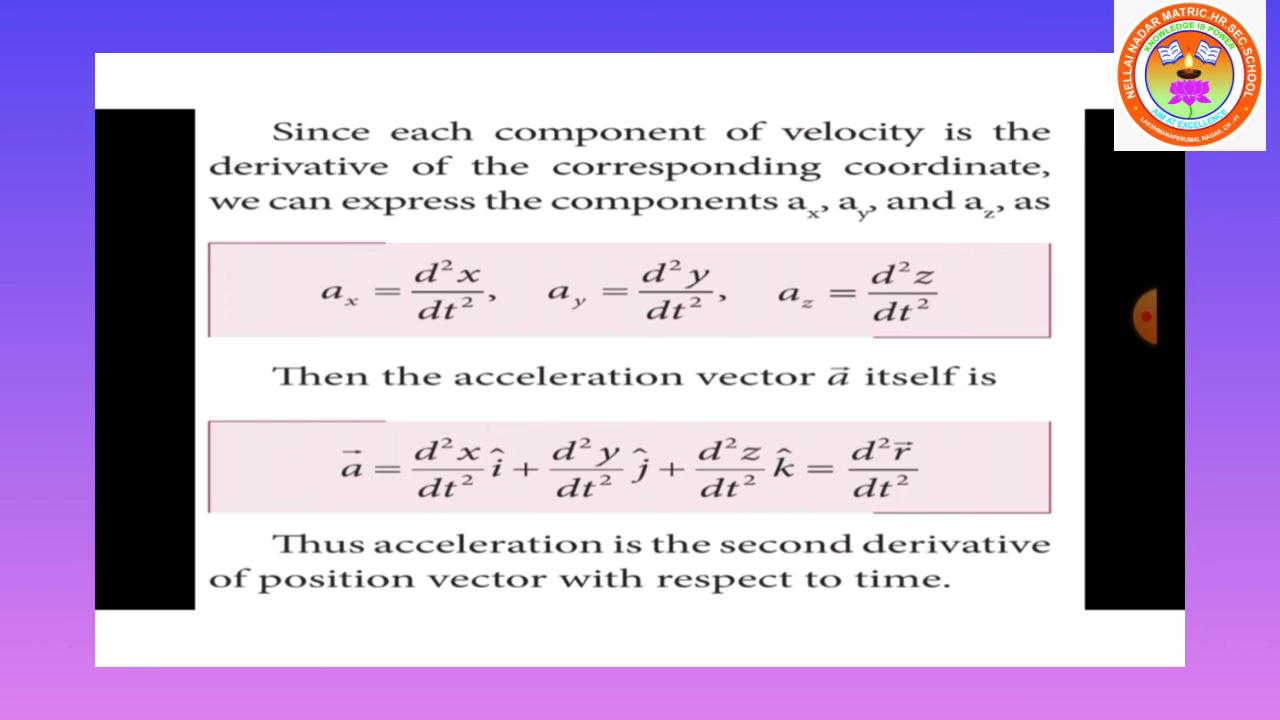 NELLAI NADAR MATRIC.HR.SEC.SCHOOL
KNOWLEDGE IS POWER
AIM AT EXCELLENCE
LAKSHMANAPERUMAL NAGAR, CH - 41
Since each component of velocity is the
derivative of the corresponding coordinate,
we can express the components aₓ, a_y, and a_z, as
aₓ = d²x/dt², a_y = d²y/dt², a_z = d²z/dt²
Then the acceleration vector a⃗ itself is
a⃗ = d²x/dt² î + d²y/dt² ĵ + d²z/dt² k̂ = d²r⃗/dt²
Thus acceleration is the second derivative
of position vector with respect to time.